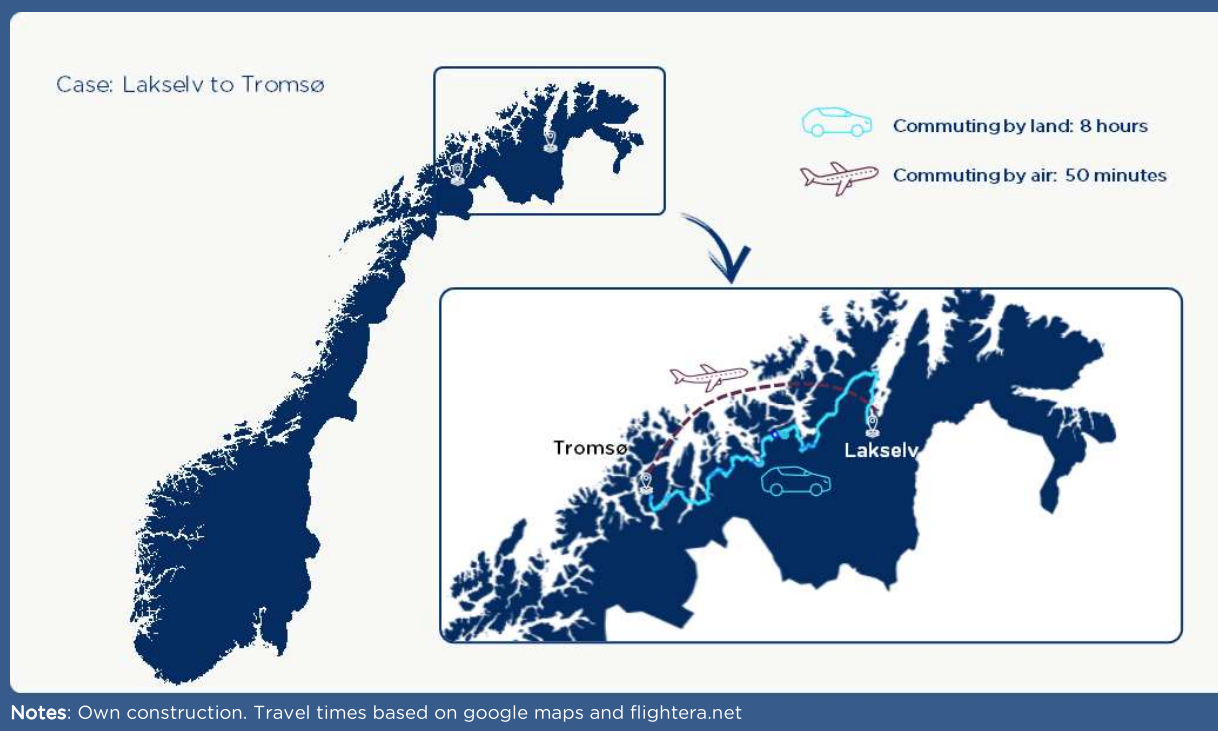 Case: Lakselv to Tromsø
Commuting by land: 8 hours
Commuting by air: 50 minutes
Tromsø
Lakselv
Notes: Own construction. Travel times based on google maps and flightera.net